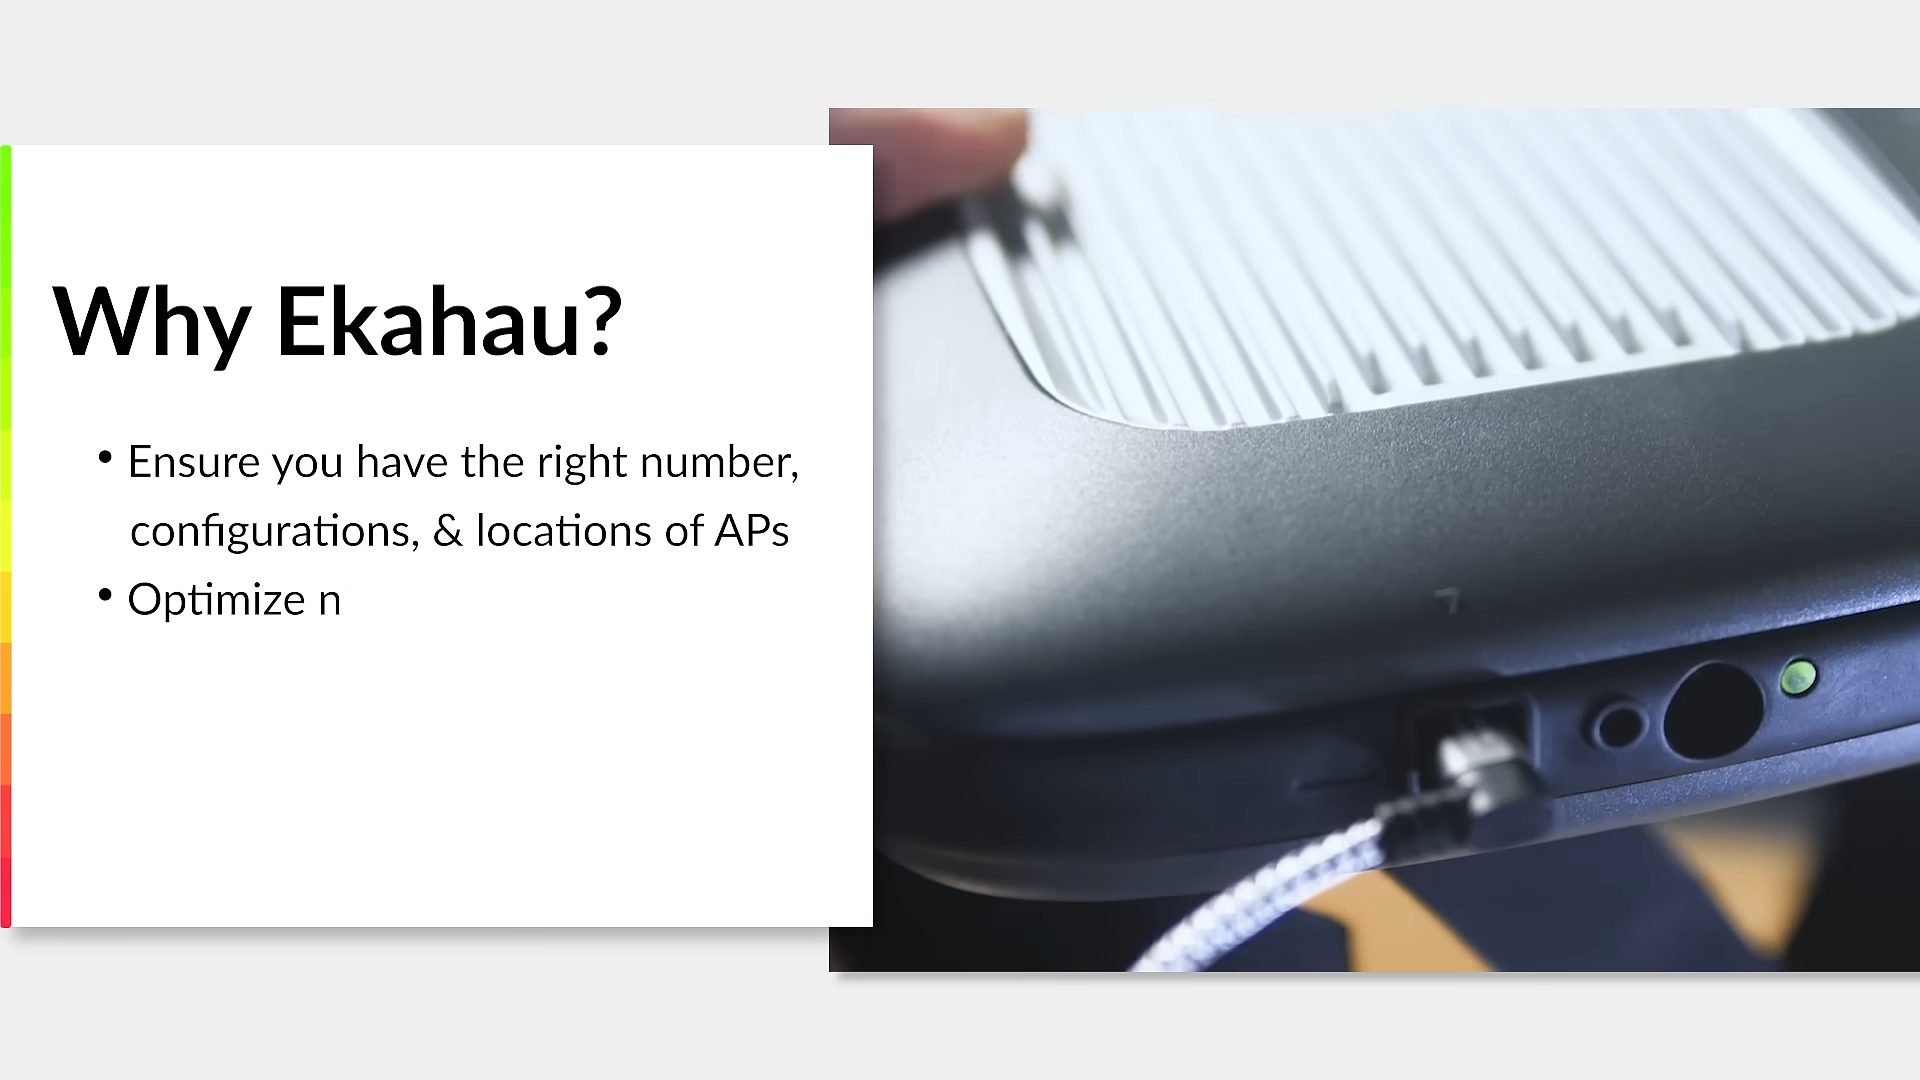 Why Ekahau?
• Ensure you have the right number,
configurations, & locations of APs
• Optimize n